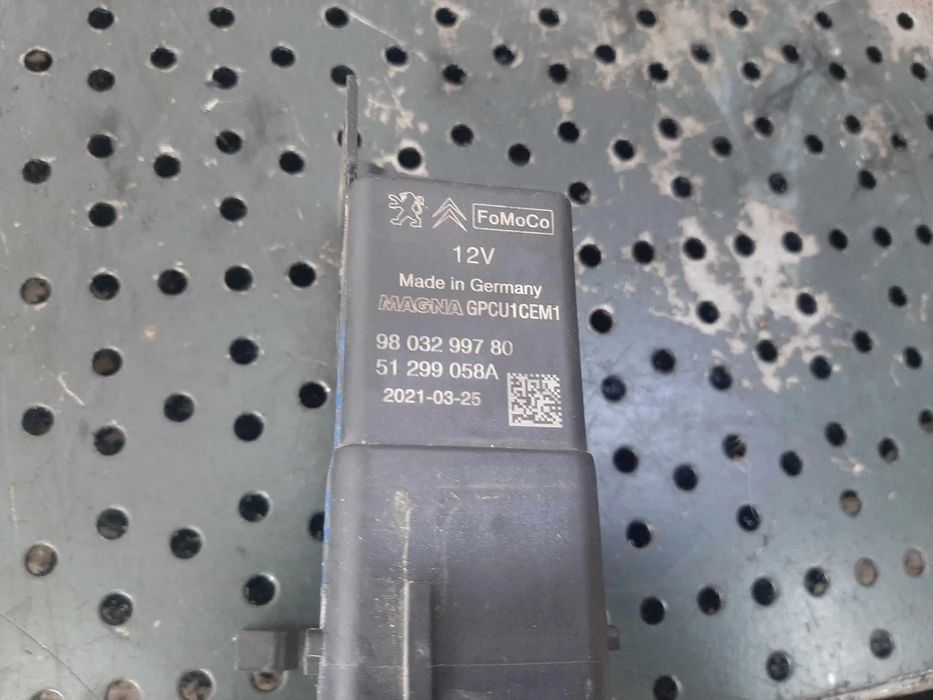 FoMoCo
12V
Made in Germany
MAGNA GPCU1CEM1
98 032 997 80
51 299 058A
2021-03-25